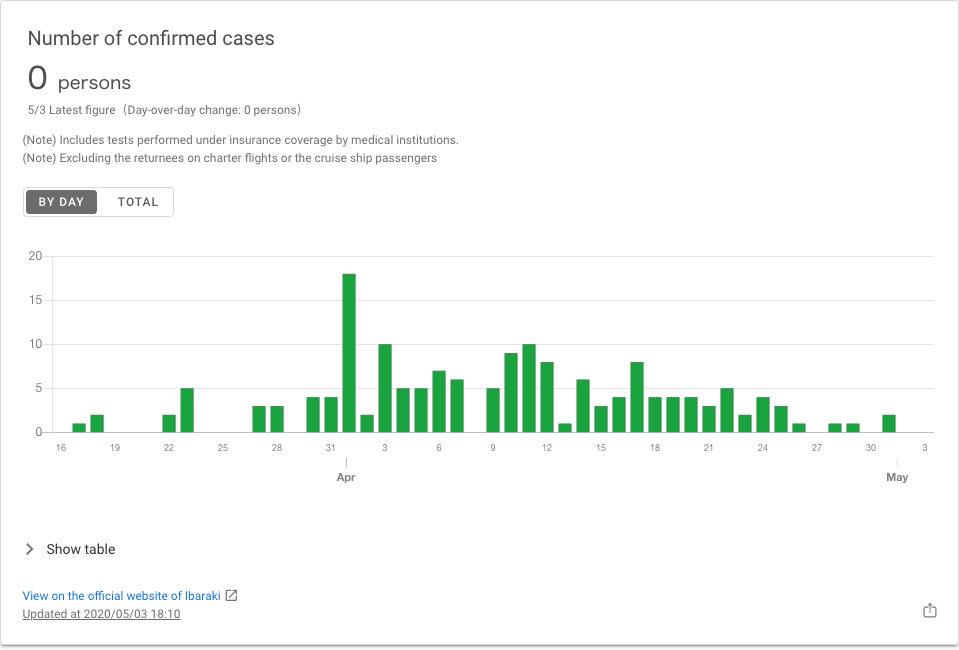 Number of confirmed cases
0 persons
5/3 Latest figure（Day-over-day change: 0 persons）
(Note) Includes tests performed under insurance coverage by medical institutions.
(Note) Excluding the returnees on charter flights or the cruise ship passengers
BY DAY TOTAL
20
15
10
5
0
16 19 22 25 28 31 3 6 9 12 15 18 21 24 27 30 3
Apr May
Show table
View on the official website of Ibaraki
Updated at 2020/05/03 18:10